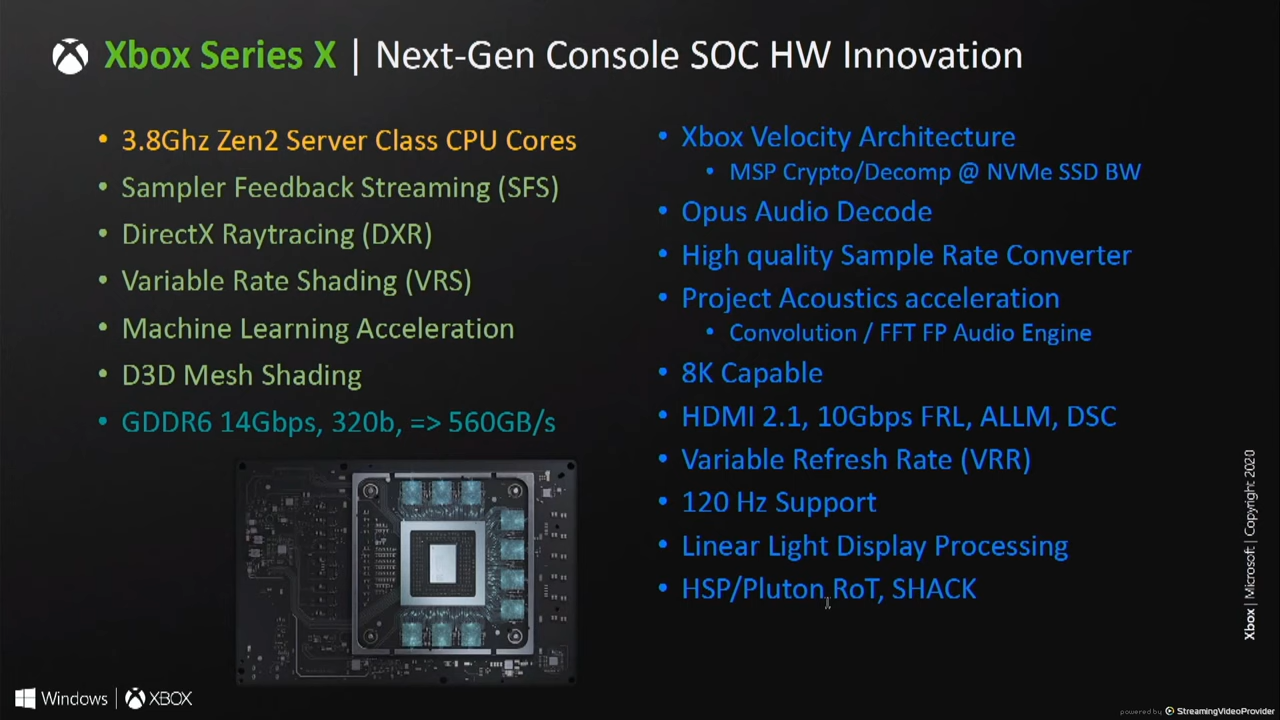 Xbox Series X | Next-Gen Console SOC HW Innovation
• 3.8Ghz Zen2 Server Class CPU Cores
• Sampler Feedback Streaming (SFS)
• DirectX Raytracing (DXR)
• Variable Rate Shading (VRS)
• Machine Learning Acceleration
• D3D Mesh Shading
• GDDR6 14Gbps, 320b, => 560GB/s
• Xbox Velocity Architecture
• MSP Crypto/Decomp @ NVMe SSD BW
• Opus Audio Decode
• High quality Sample Rate Converter
• Project Acoustics acceleration
• Convolution / FFT FP Audio Engine
• 8K Capable
• HDMI 2.1, 10Gbps FRL, ALLM, DSC
• Variable Refresh Rate (VRR)
• 120 Hz Support
• Linear Light Display Processing
• HSP/Pluton RoT, SHACK
Xbox | Microsoft | Copyright 2020
Windows | XBOX
powered by StreamingVideoProvider